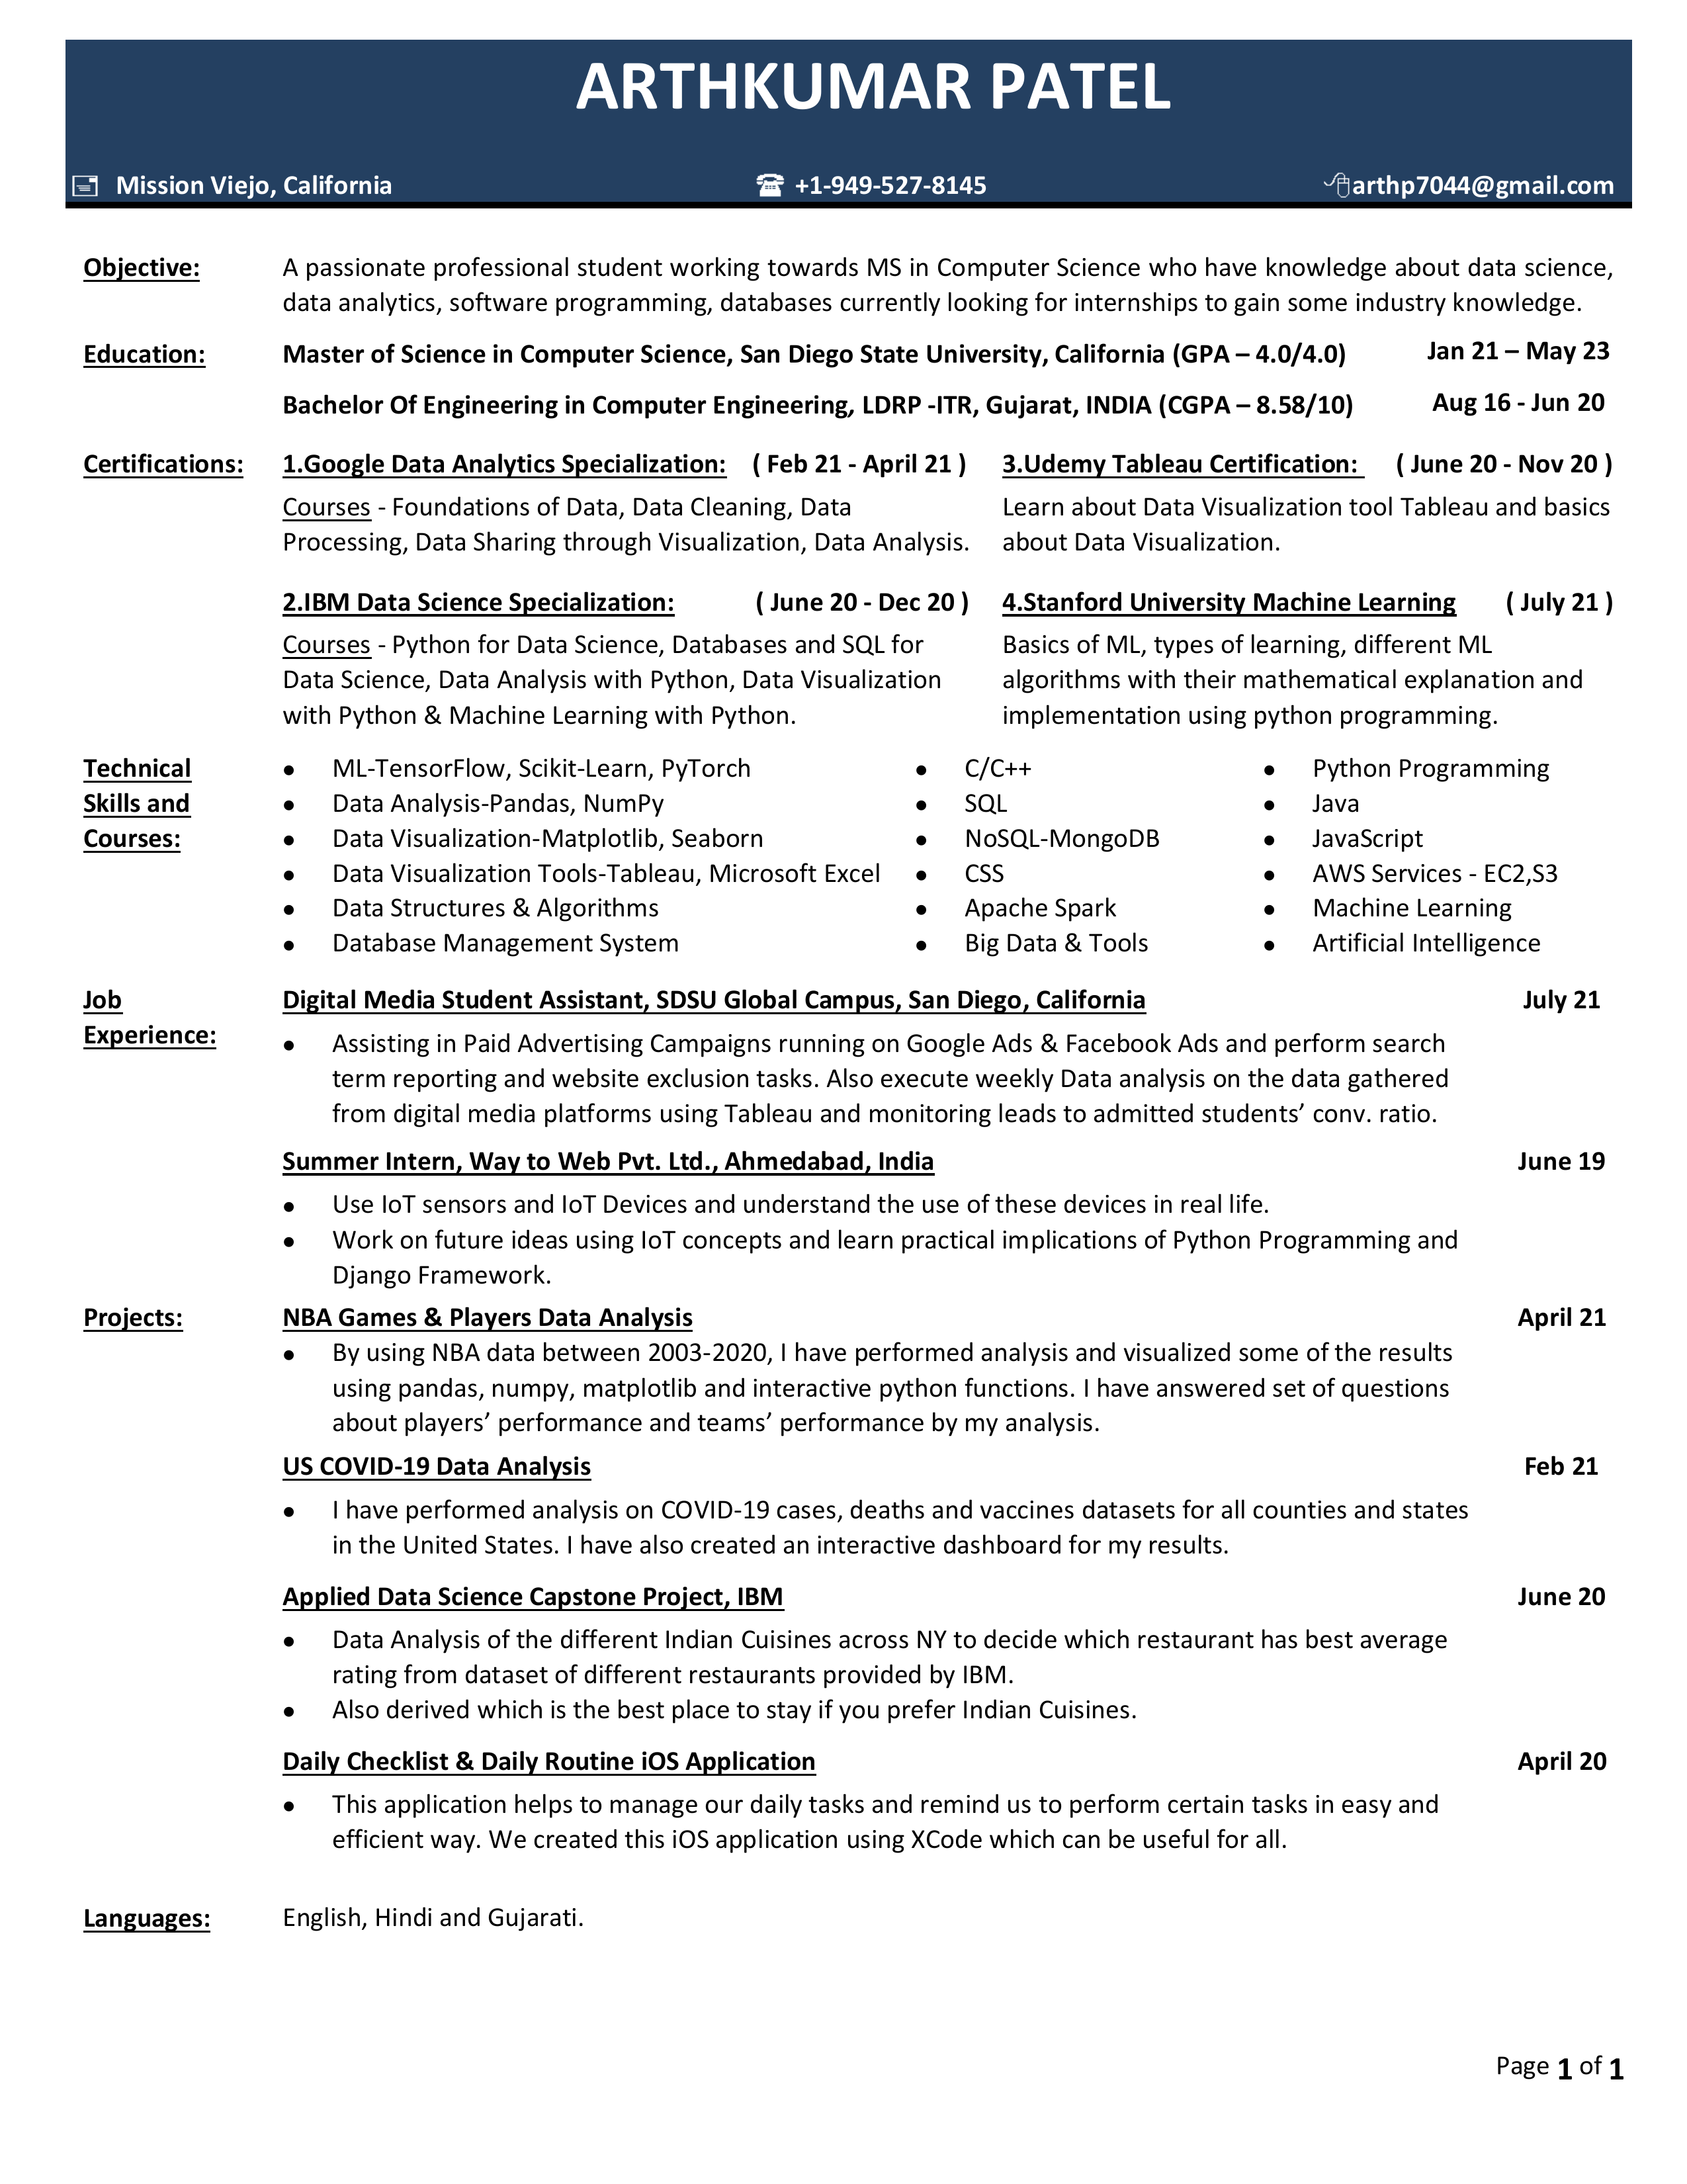 ARTHKUMAR PATEL
Mission Viejo, California +1-949-527-8145 arthp7044@gmail.com
Objective: A passionate professional student working towards MS in Computer Science who have knowledge about data science,
data analytics, software programming, databases currently looking for internships to gain some industry knowledge.
Education: Master of Science in Computer Science, San Diego State University, California (GPA – 4.0/4.0) Jan 21 – May 23
Bachelor Of Engineering in Computer Engineering, LDRP -ITR, Gujarat, INDIA (CGPA – 8.58/10) Aug 16 - Jun 20
Certifications: 1.Google Data Analytics Specialization: ( Feb 21 - April 21 )
Courses - Foundations of Data, Data Cleaning, Data
Processing, Data Sharing through Visualization, Data Analysis.
2.IBM Data Science Specialization: ( June 20 - Dec 20 )
Courses - Python for Data Science, Databases and SQL for
Data Science, Data Analysis with Python, Data Visualization
with Python & Machine Learning with Python.
3.Udemy Tableau Certification: ( June 20 - Nov 20 )
Learn about Data Visualization tool Tableau and basics
about Data Visualization.
4.Stanford University Machine Learning ( July 21 )
Basics of ML, types of learning, different ML
algorithms with their mathematical explanation and
implementation using python programming.
Technical
Skills and
Courses:
• ML-TensorFlow, Scikit-Learn, PyTorch
• Data Analysis-Pandas, NumPy
• Data Visualization-Matplotlib, Seaborn
• Data Visualization Tools-Tableau, Microsoft Excel
• Data Structures & Algorithms
• Database Management System
• C/C++
• SQL
• NoSQL-MongoDB
• CSS
• Apache Spark
• Big Data & Tools
• Python Programming
• Java
• JavaScript
• AWS Services - EC2,S3
• Machine Learning
• Artificial Intelligence
Job
Experience:
Digital Media Student Assistant, SDSU Global Campus, San Diego, California July 21
• Assisting in Paid Advertising Campaigns running on Google Ads & Facebook Ads and perform search
term reporting and website exclusion tasks. Also execute weekly Data analysis on the data gathered
from digital media platforms using Tableau and monitoring leads to admitted students’ conv. ratio.
Summer Intern, Way to Web Pvt. Ltd., Ahmedabad, India June 19
• Use IoT sensors and IoT Devices and understand the use of these devices in real life.
• Work on future ideas using IoT concepts and learn practical implications of Python Programming and
Django Framework.
Projects: NBA Games & Players Data Analysis April 21
• By using NBA data between 2003-2020, I have performed analysis and visualized some of the results
using pandas, numpy, matplotlib and interactive python functions. I have answered set of questions
about players’ performance and teams’ performance by my analysis.
US COVID-19 Data Analysis Feb 21
• I have performed analysis on COVID-19 cases, deaths and vaccines datasets for all counties and states
in the United States. I have also created an interactive dashboard for my results.
Applied Data Science Capstone Project, IBM June 20
• Data Analysis of the different Indian Cuisines across NY to decide which restaurant has best average
rating from dataset of different restaurants provided by IBM.
• Also derived which is the best place to stay if you prefer Indian Cuisines.
Daily Checklist & Daily Routine iOS Application April 20
• This application helps to manage our daily tasks and remind us to perform certain tasks in easy and
efficient way. We created this iOS application using XCode which can be useful for all.
Languages: English, Hindi and Gujarati.
Page 1 of 1